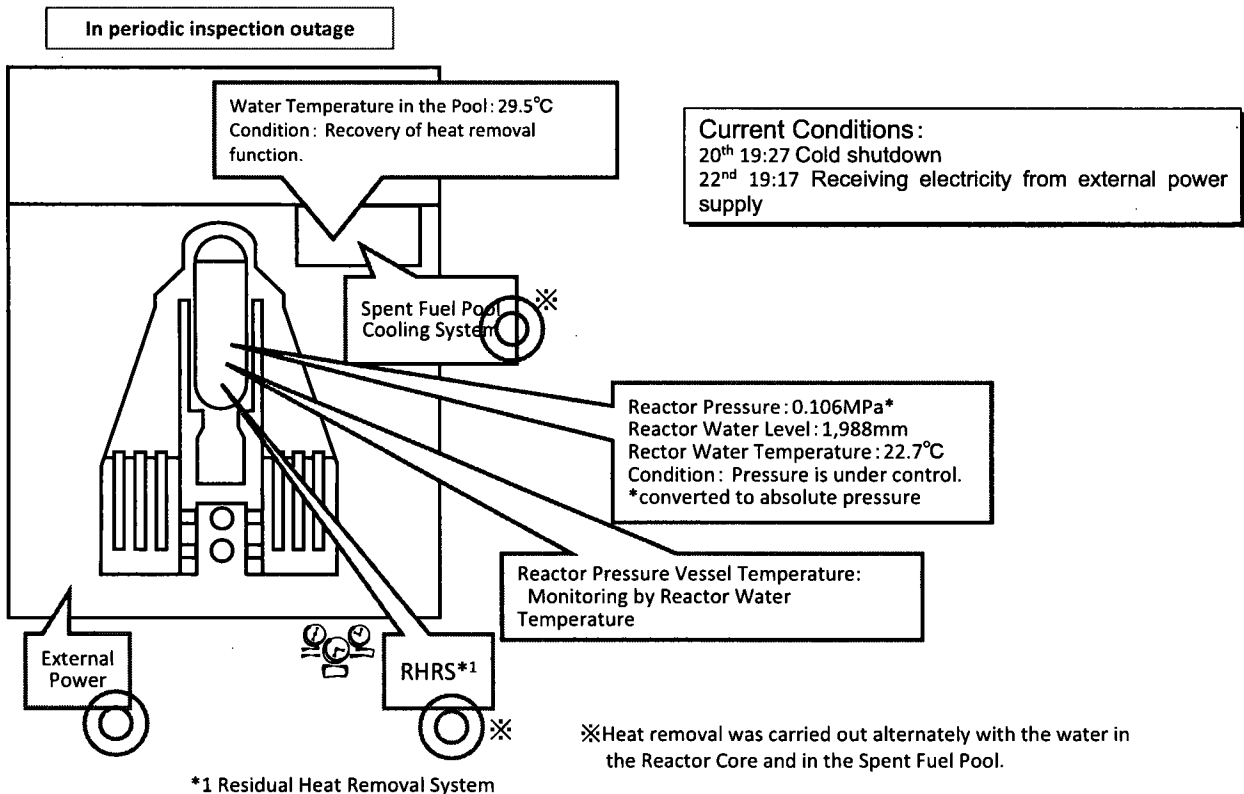 In periodic inspection outage
Water Temperature in the Pool : 29.5℃
Condition : Recovery of heat removal
function.
Current Conditions :
20th 19:27 Cold shutdown
22nd 19:17 Receiving electricity from external power
supply
Spent Fuel Pool
Cooling System
※
Reactor Pressure : 0.106MPa*
Reactor Water Level : 1,988mm
Rector Water Temperature : 22.7℃
Condition : Pressure is under control.
*converted to absolute pressure
Reactor Pressure Vessel Temperature:
Monitoring by Reactor Water
Temperature
External
Power
RHRS*1
※
※Heat removal was carried out alternately with the water in
the Reactor Core and in the Spent Fuel Pool.
*1 Residual Heat Removal System